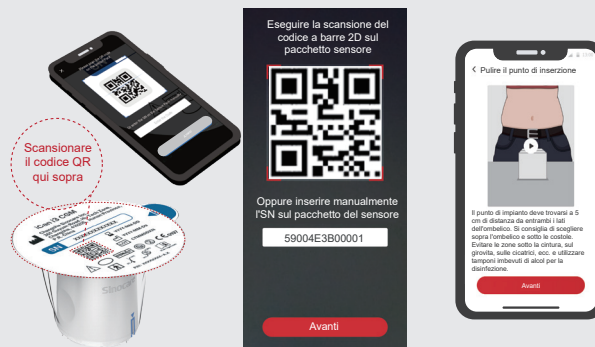 Scansionare
il codice QR
qui sopra
iCan i3 CGM
SN
Sinocare
Eseguire la scansione del
codice a barre 2D sul
pacchetto sensore
Oppure inserire manualmente
l'SN sul pacchetto del sensore
59004E3B00001
Avanti
Pulire il punto di inserzione
Il punto di impianto deve trovarsi a 5
cm di distanza da entrambi i lati
dell'ombelico. Si consiglia di scegliere
sopra l'ombelico e sotto le costole.
Evitare le zone sotto la cintura, sul
girovita, sulle cicatrici, ecc. e utilizzare
tamponi imbevuti di alcol per la
disinfezione.
Avanti